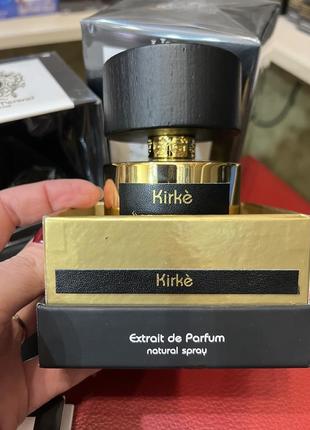 Kirkè
Kirkè
Extrait de Parfum
natural spray